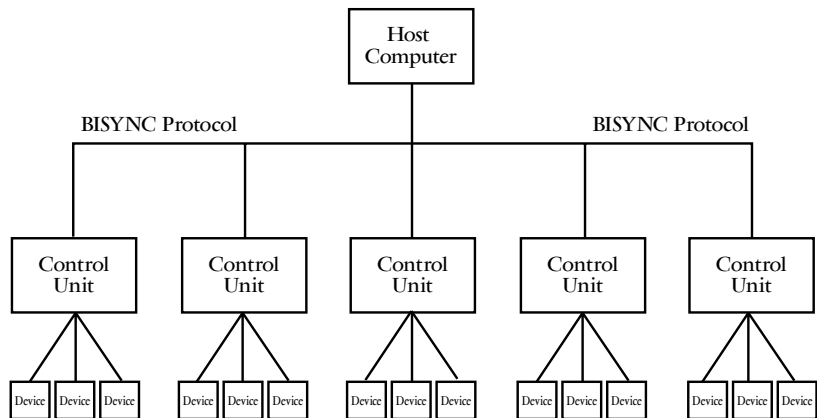 Host
Computer
BISYNC Protocol
BISYNC Protocol
Control
Unit
Control
Unit
Control
Unit
Control
Unit
Control
Unit
Device Device Device Device Device Device Device Device Device Device Device Device Device Device Device